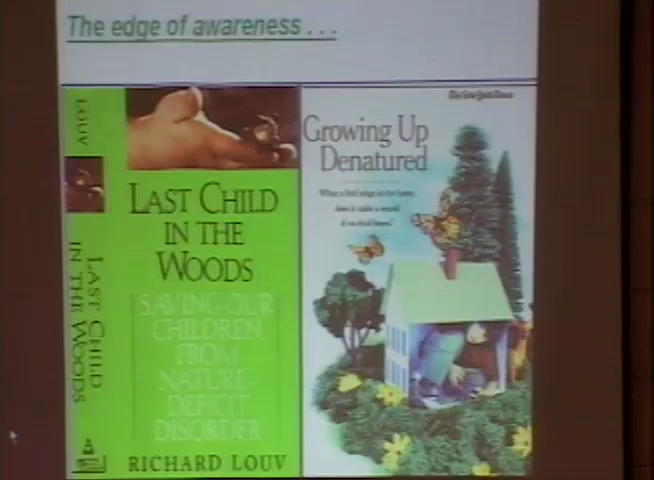 The edge of awareness . . .
LOUV
LAST CHILD
IN THE WOODS
LAST CHILD
IN THE
WOODS
SAVING OUR
CHILDREN
FROM
NATURE-
DEFICIT
DISORDER
RICHARD LOUV
The New York Times
Growing Up
Denatured